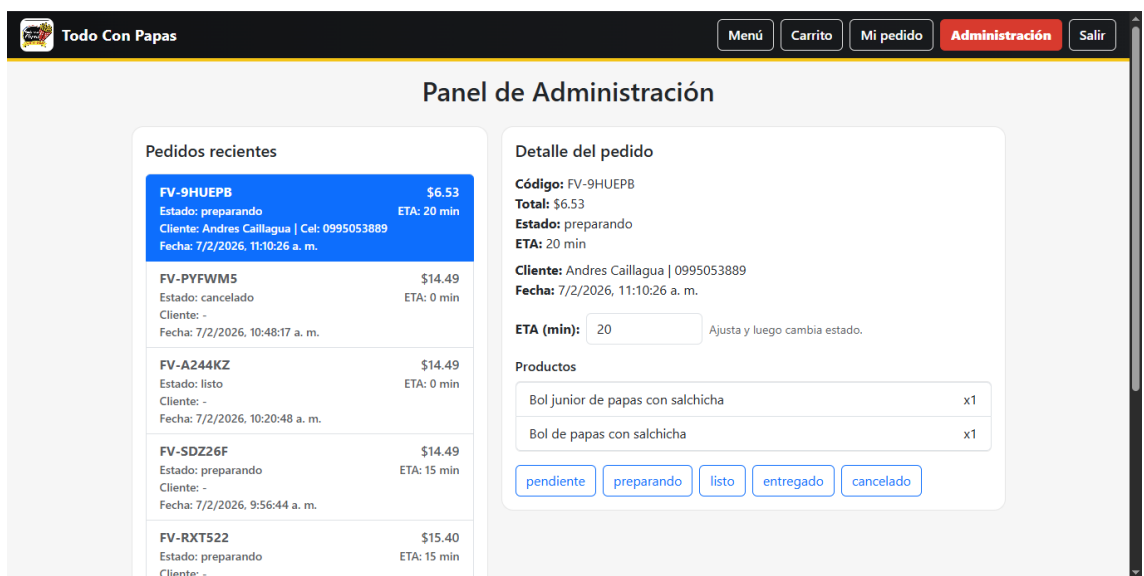 Todo Con Papas
Menú
Carrito
Mi pedido
Administración
Salir
Panel de Administración
Pedidos recientes
FV-9HUEPB $6.53
Estado: preparando ETA: 20 min
Cliente: Andres Caillagua | Cel: 0995053889
Fecha: 7/2/2026, 11:10:26 a. m.
FV-PYFWM5 $14.49
Estado: cancelado ETA: 0 min
Cliente: -
Fecha: 7/2/2026, 10:48:17 a. m.
FV-A244KZ $14.49
Estado: listo ETA: 0 min
Cliente: -
Fecha: 7/2/2026, 10:20:48 a. m.
FV-SDZ26F $14.49
Estado: preparando ETA: 15 min
Cliente: -
Fecha: 7/2/2026, 9:56:44 a. m.
FV-RXT522 $15.40
Estado: preparando ETA: 15 min
Cliente: -
Detalle del pedido
Código: FV-9HUEPB
Total: $6.53
Estado: preparando
ETA: 20 min
Cliente: Andres Caillagua | 0995053889
Fecha: 7/2/2026, 11:10:26 a. m.
ETA (min): 20 Ajusta y luego cambia estado.
Productos
Bol junior de papas con salchicha x1
Bol de papas con salchicha x1
pendiente
preparando
listo
entregado
cancelado